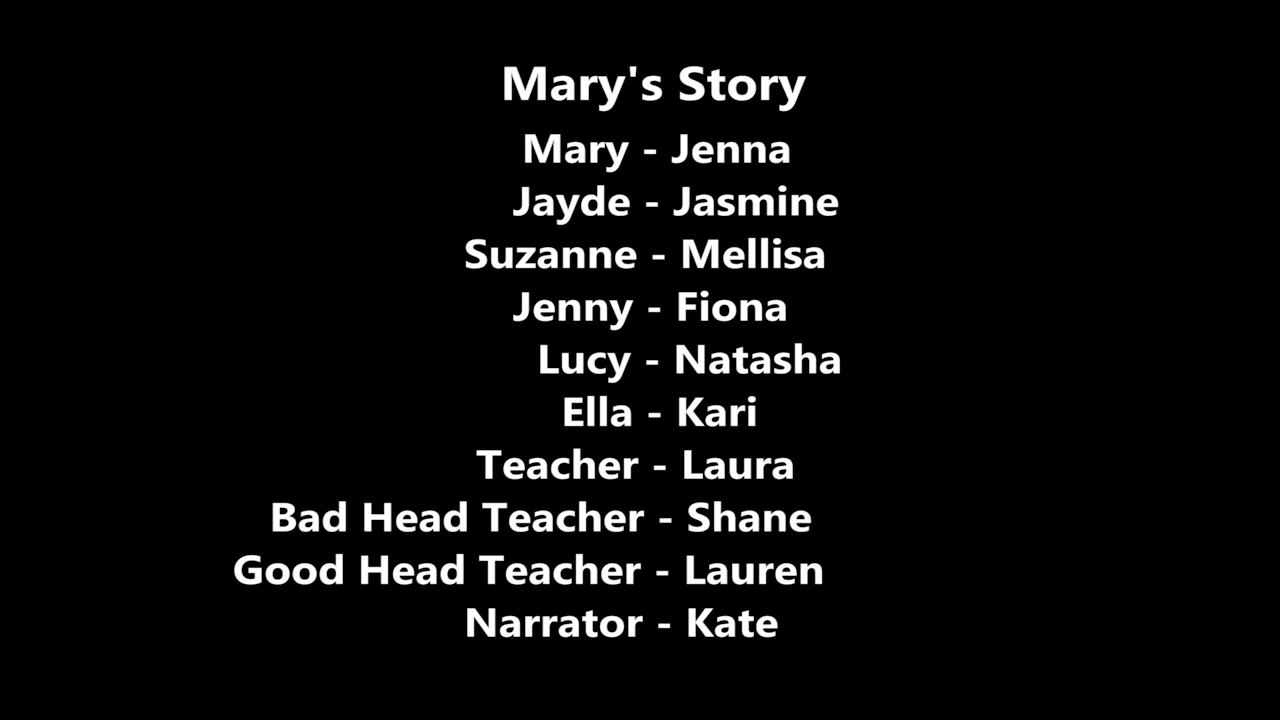 Mary's Story
Mary - Jenna
Jayde - Jasmine
Suzanne - Mellisa
Jenny - Fiona
Lucy - Natasha
Ella - Kari
Teacher - Laura
Bad Head Teacher - Shane
Good Head Teacher - Lauren
Narrator - Kate